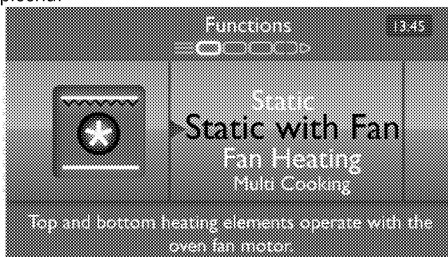 Functions
13:45
Static
Static with Fan
Fan Heating
Multi Cooking
Top and bottom heating elements operate with the
oven fan motor.